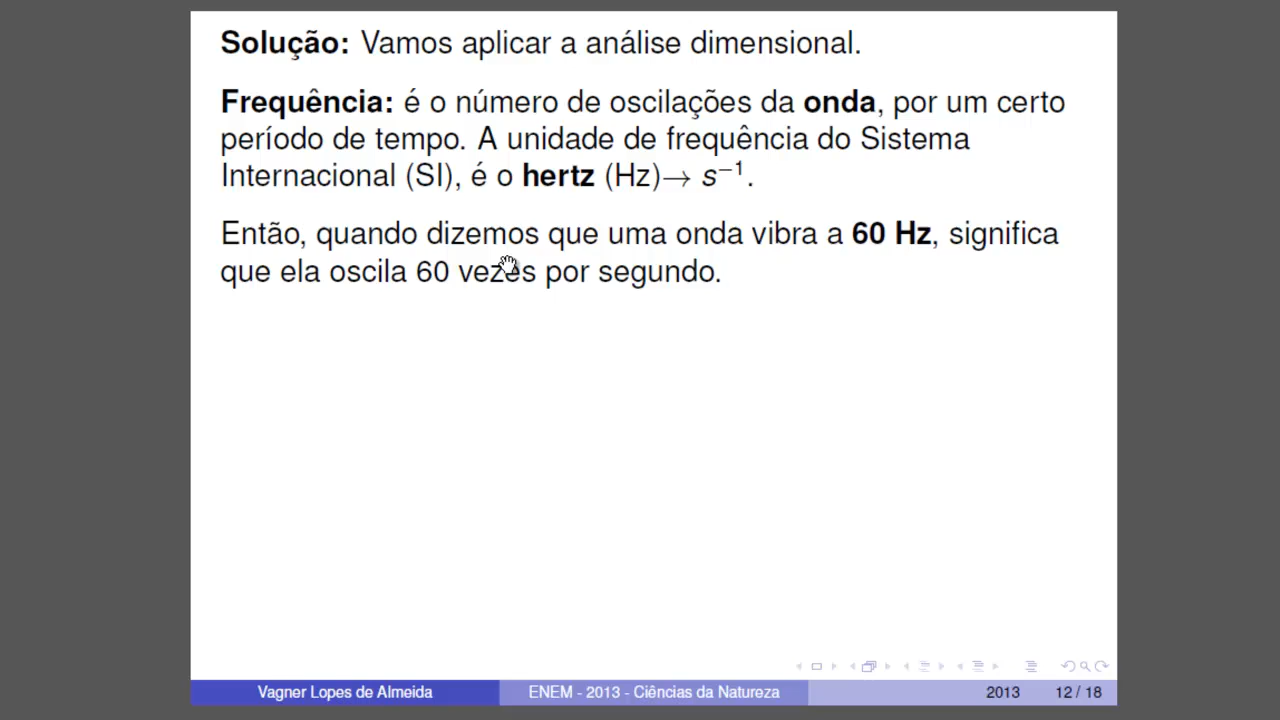 Solução: Vamos aplicar a análise dimensional.
Frequência: é o número de oscilações da onda, por um certo
período de tempo. A unidade de frequência do Sistema
Internacional (SI), é o hertz (Hz)→ s⁻¹.
Então, quando dizemos que uma onda vibra a 60 Hz, significa
que ela oscila 60 vezes por segundo.
Vagner Lopes de Almeida ENEM - 2013 - Ciências da Natureza 2013 12 / 18